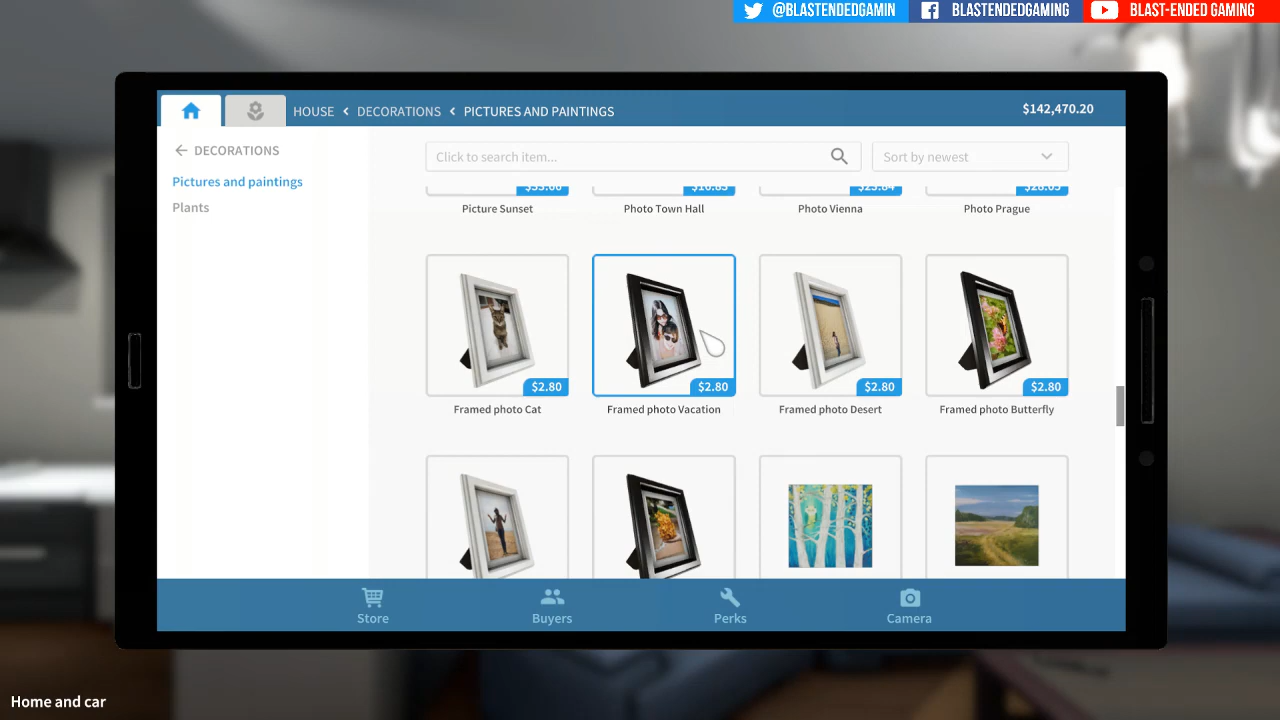 @BLASTENDEDGAMIN
BLASTENDEDGAMING
BLAST-ENDED GAMING
HOUSE
DECORATIONS
PICTURES AND PAINTINGS
$142,470.20
DECORATIONS
Click to search item...
Sort by newest
Pictures and paintings
Plants
Picture Sunset
Photo Town Hall
Photo Vienna
Photo Prague
$2.80
$2.80
$2.80
$2.80
Framed photo Cat
Framed photo Vacation
Framed photo Desert
Framed photo Butterfly
Store
Buyers
Perks
Camera
Home and car